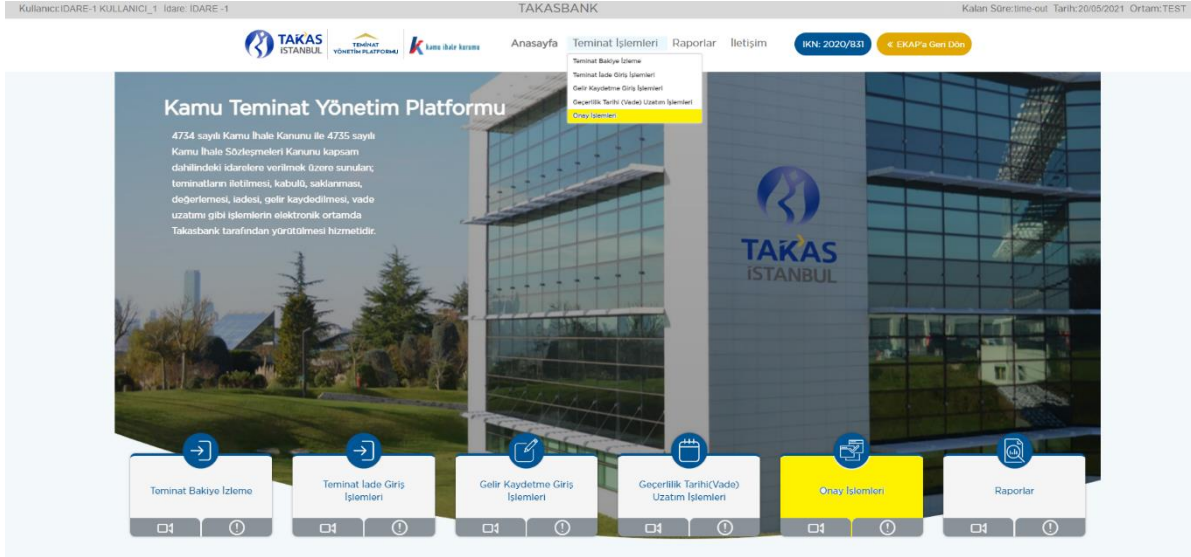 Kullanıcı:IDARE-1 KULLANICI_1 İdare: IDARE -1
TAKASBANK
Kalan Süre:time-out Tarih:20/05/2021 Ortam:TEST
TAKAS
İSTANBUL
TEMİNAT
YÖNETİM PLATFORMU
kamu ihale kurumu
Anasayfa
Teminat İşlemleri
Raporlar
İletişim
IKN: 2020/831
« EKAP'a Geri Dön
Teminat Bakiye İzleme
Teminat İade Giriş İşlemleri
Gelir Kaydetme Giriş İşlemleri
Geçerlilik Tarihi (Vade) Uzatım İşlemleri
Onay İşlemleri
Kamu Teminat Yönetim Platformu
4734 sayılı Kamu İhale Kanunu ile 4735 sayılı
Kamu İhale Sözleşmeleri Kanunu kapsam
dahilindeki idarelere verilmek üzere sunulan;
teminatların iletilmesi, kabulü, saklanması,
değerlemesi, iadesi, gelir kaydedilmesi, vade
uzatımı gibi işlemlerin elektronik ortamda
Takasbank tarafından yürütülmesi hizmetidir.
TAKAS
İSTANBUL
Teminat Bakiye İzleme
Teminat İade Giriş
İşlemleri
Gelir Kaydetme Giriş
İşlemleri
Geçerlilik Tarihi(Vade)
Uzatım İşlemleri
Onay İşlemleri
Raporlar